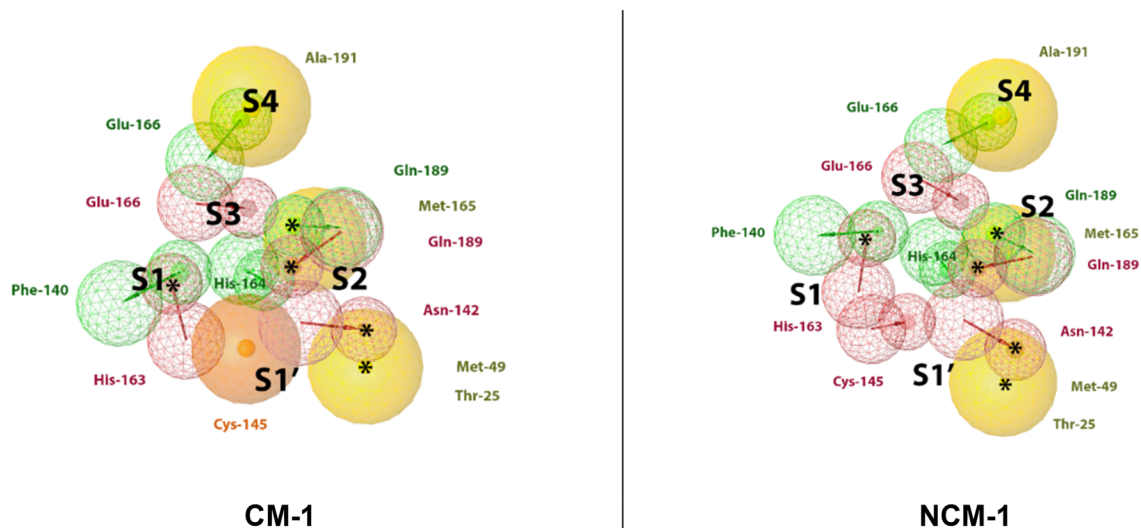 Ala-191
S4
Glu-166
Gln-189
Glu-166
S3
Met-165
*
Gln-189
*
S1
His-164
S2
Phe-140
*
Asn-142
*
His-163
S1’
*
Met-49
Thr-25
Cys-145
CM-1
Ala-191
S4
Glu-166
Glu-166
S3
Gln-189
S2
Phe-140
*
*
Met-165
His-164
*
Gln-189
S1
His-163
Asn-142
*
Cys-145
S1’
*
Met-49
Thr-25
NCM-1